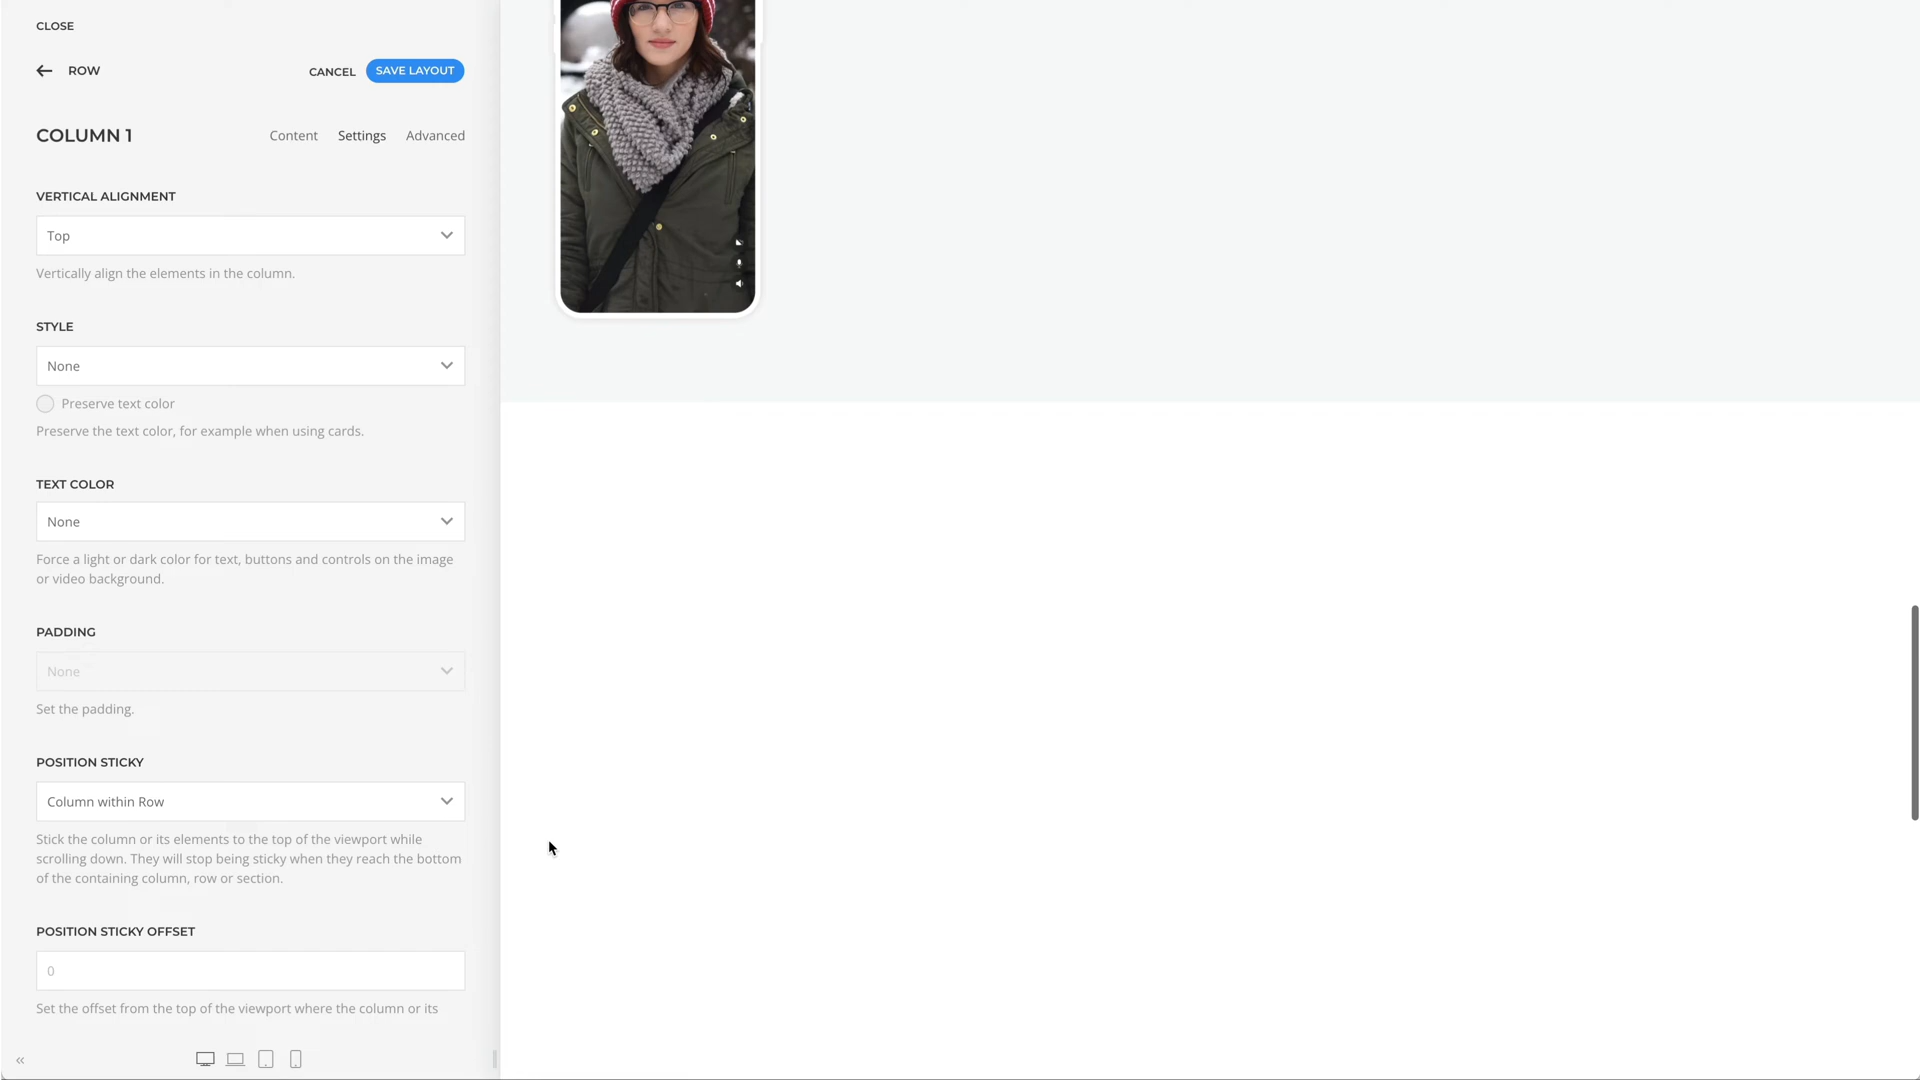 CLOSE
ROW
CANCEL
SAVE LAYOUT
COLUMN 1
Content
Settings
Advanced
VERTICAL ALIGNMENT
Top
Vertically align the elements in the column.
STYLE
None
Preserve text color
Preserve the text color, for example when using cards.
TEXT COLOR
None
Force a light or dark color for text, buttons and controls on the image
or video background.
PADDING
None
Set the padding.
POSITION STICKY
Column within Row
Stick the column or its elements to the top of the viewport while
scrolling down. They will stop being sticky when they reach the bottom
of the containing column, row or section.
POSITION STICKY OFFSET
0
Set the offset from the top of the viewport where the column or its